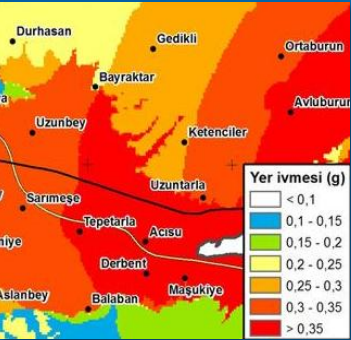 Durhasan
Gedikli
Ortaburun
Bayraktar
Avluburun
Uzunbey
Ketenciler
Yer ivmesi (g)
< 0,1
0,1 - 0,15
0,15 - 0,2
0,2 - 0,25
0,25 - 0,3
0,3 - 0,35
> 0,35
Uzuntarla
Sarımeşe
Tepetarla
Acısu
niye
Derbent
Maşukiye
Aslanbey
Balaban